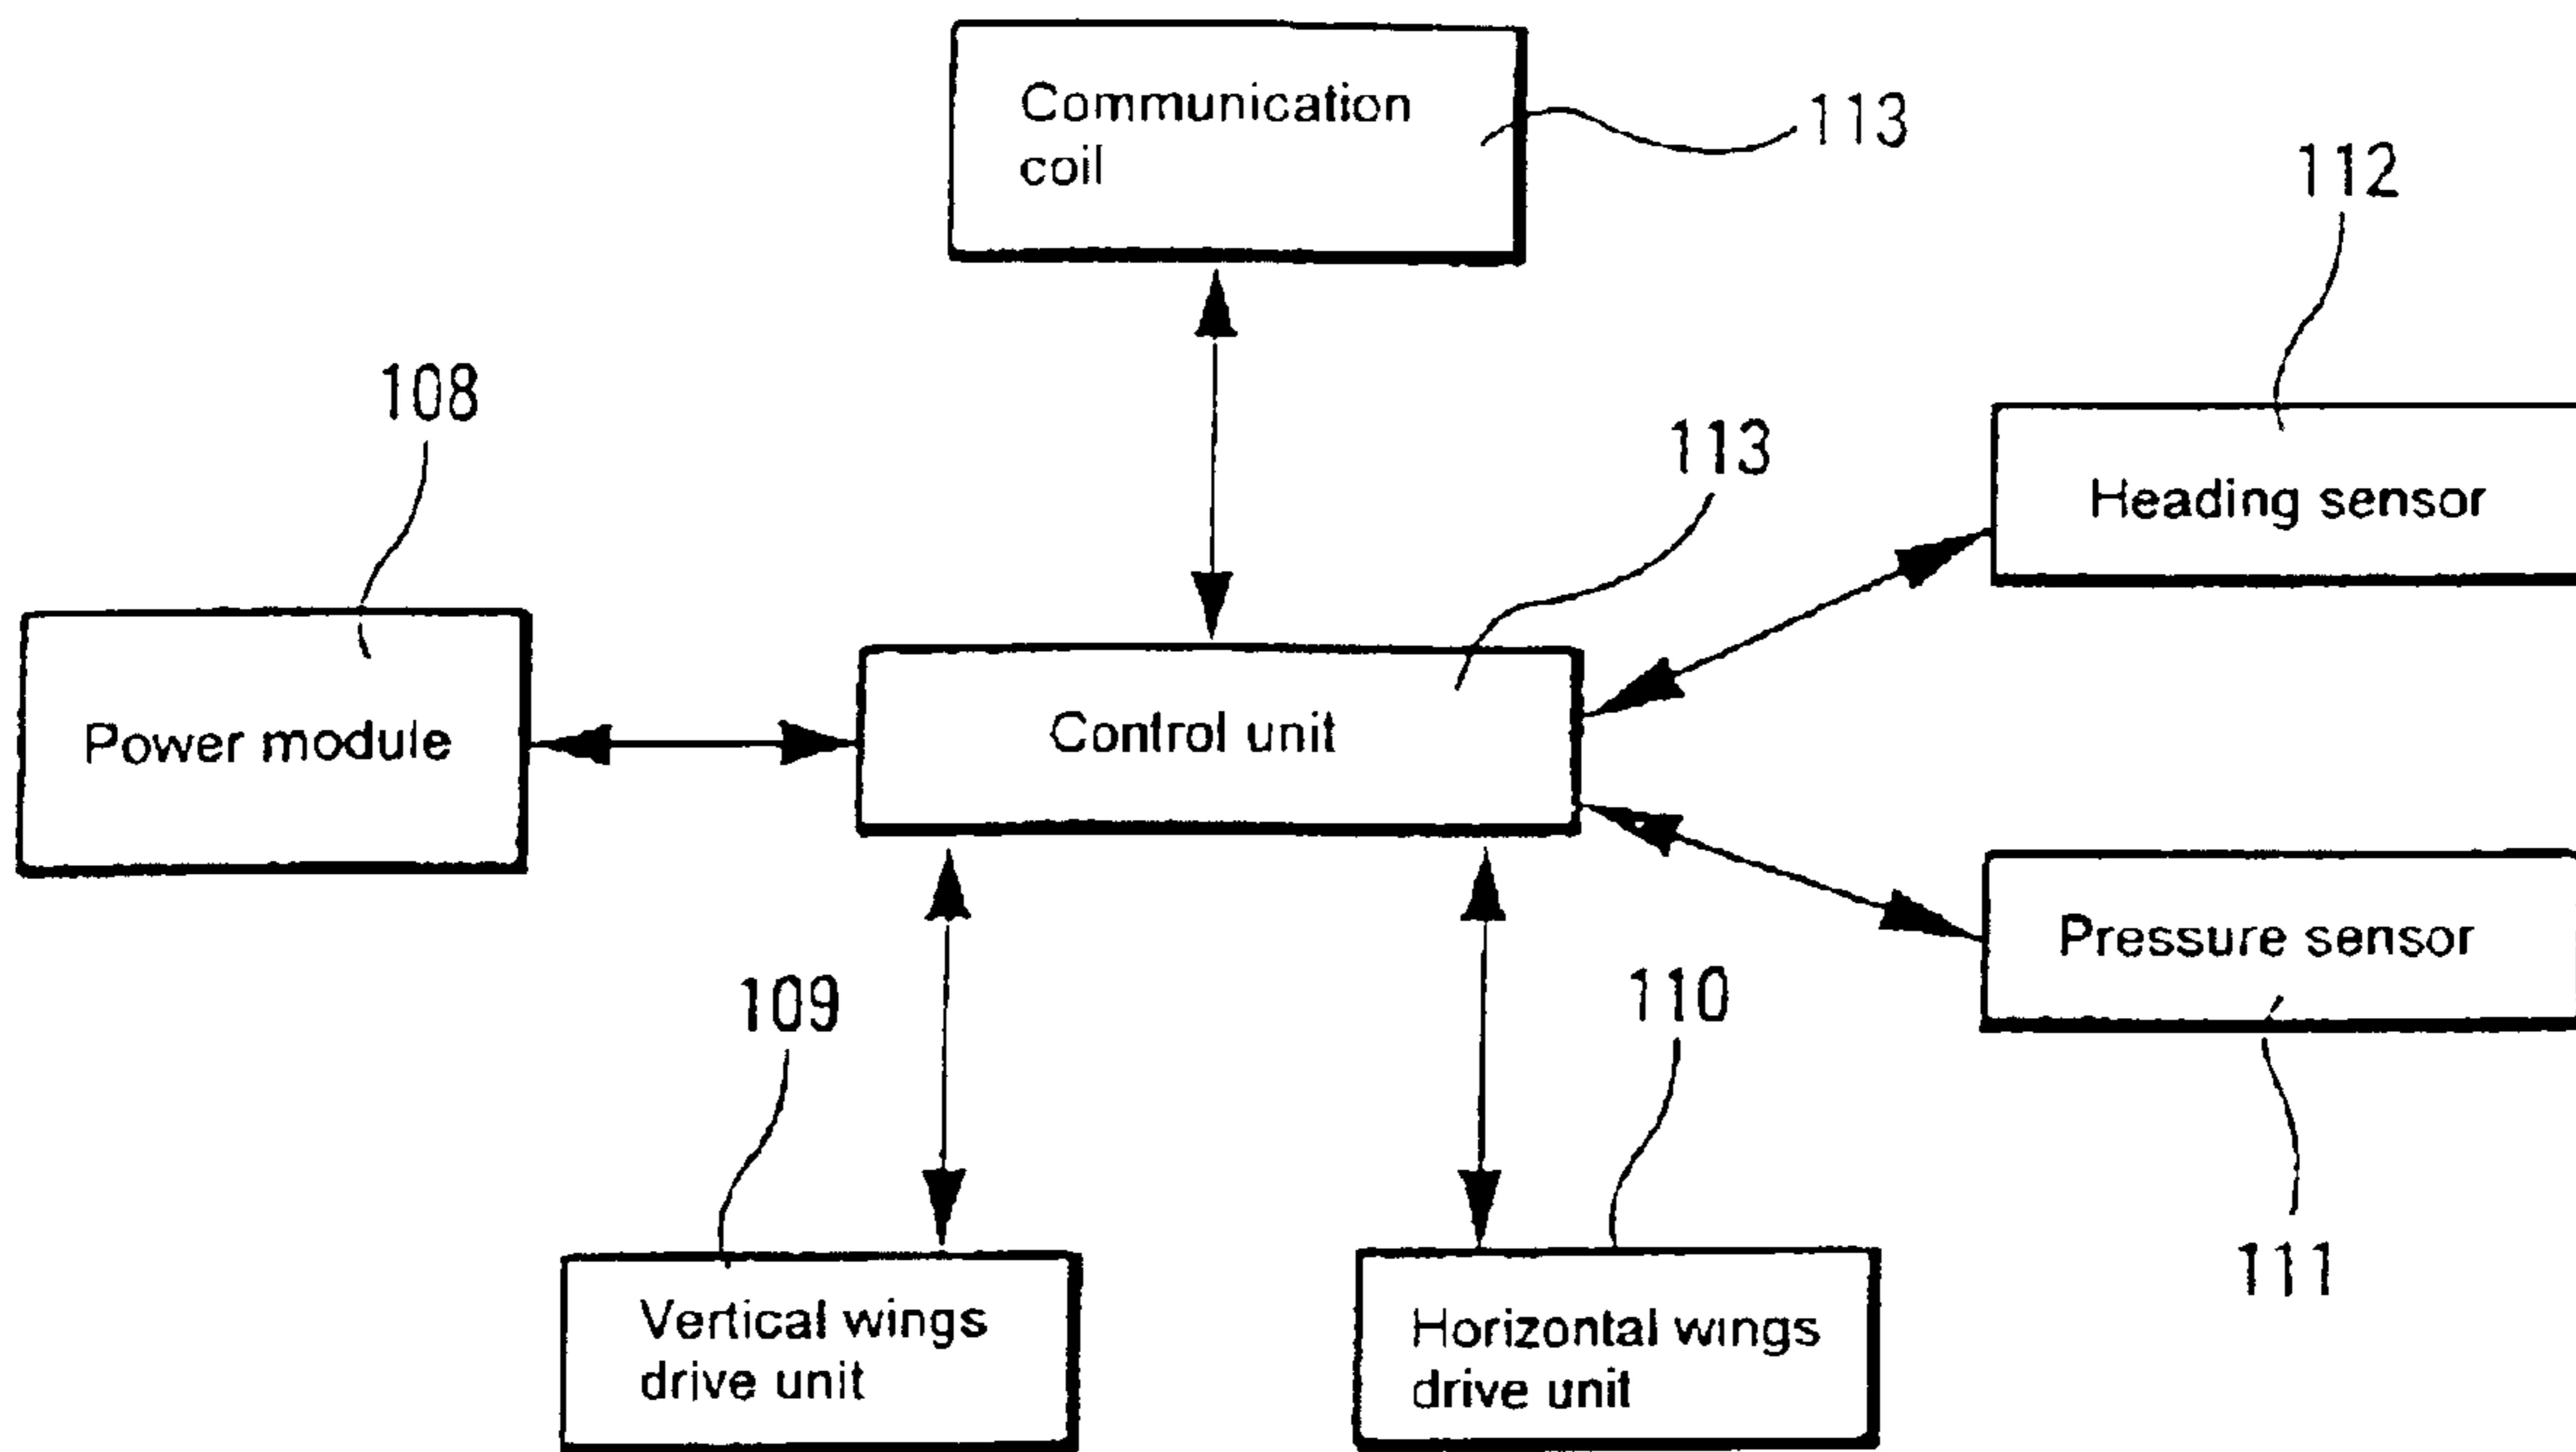 Communication
coil
113
112
108
113
Heading sensor
Power module
Control unit
Pressure sensor
109
110
111
Vertical wings
drive unit
Horizontal wings
drive unit